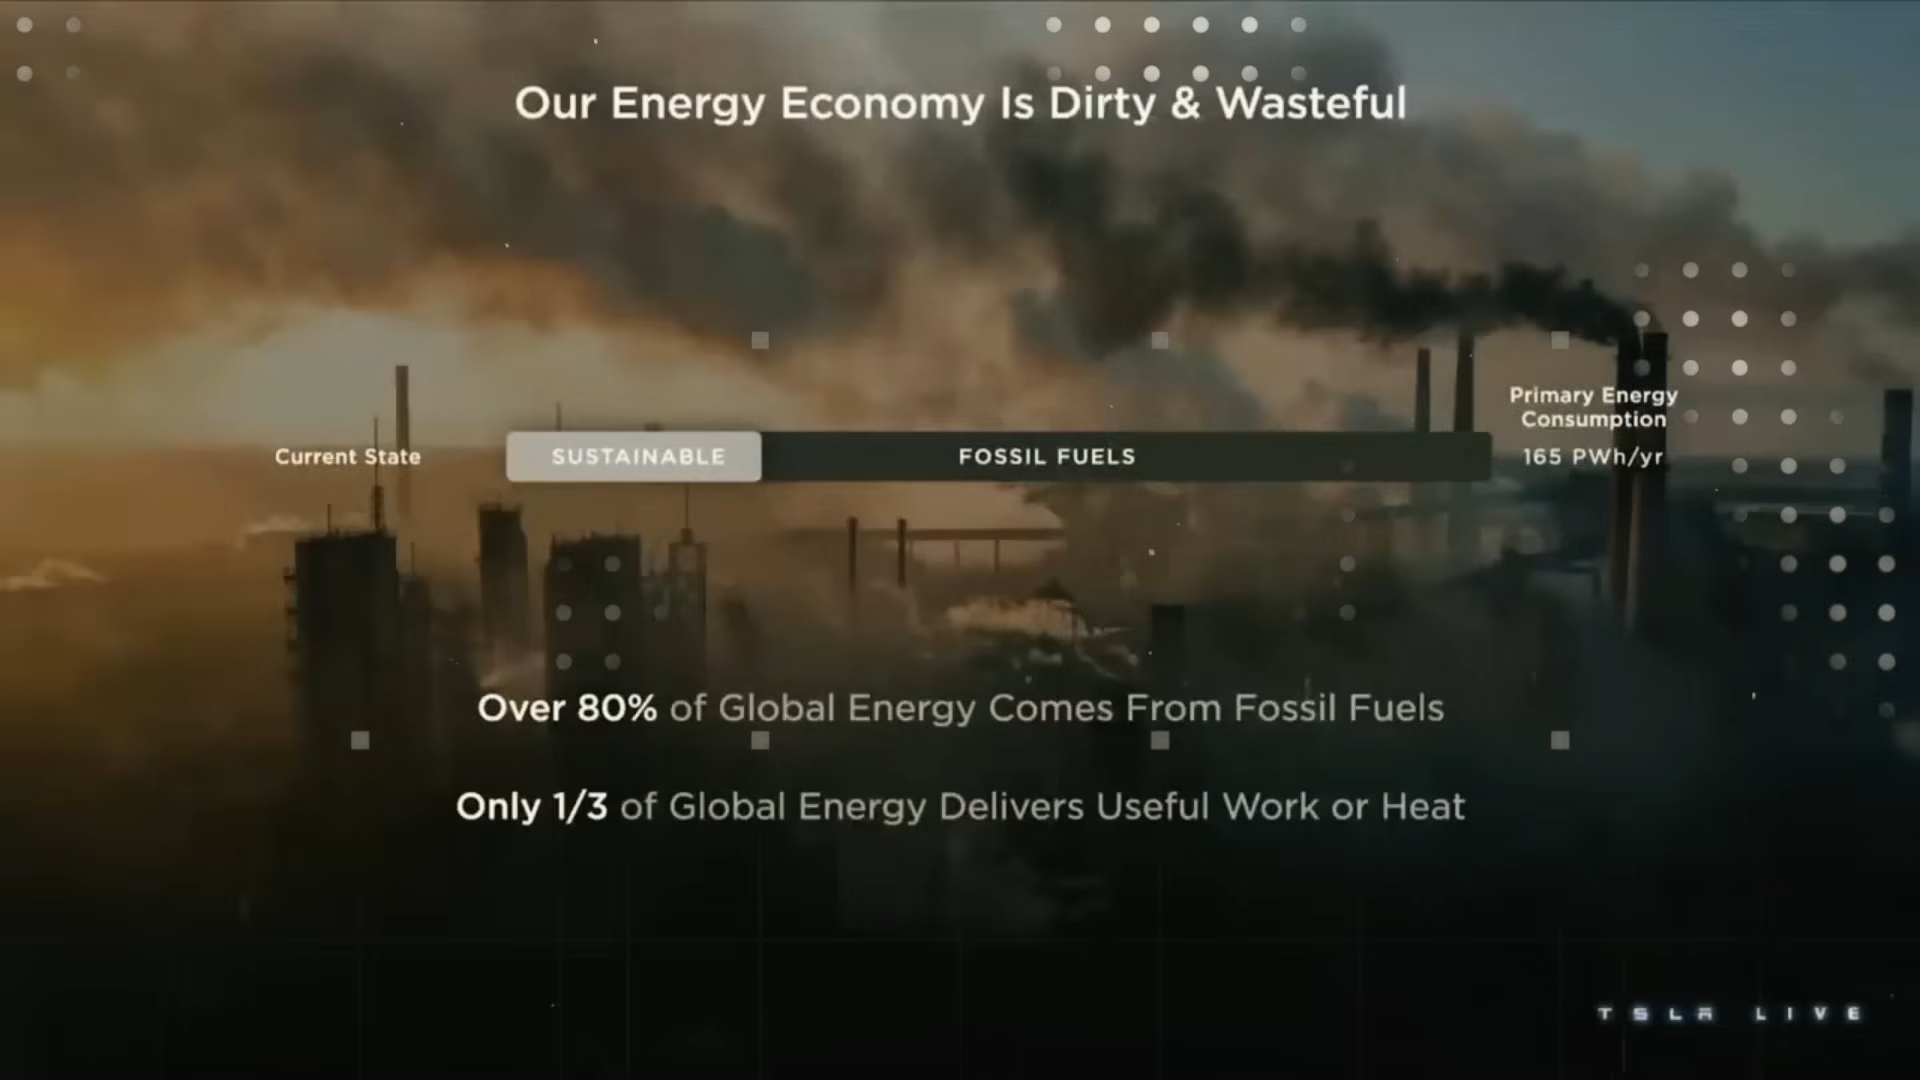 Our Energy Economy Is Dirty & Wasteful
Primary Energy
Consumption
Current State
SUSTAINABLE
FOSSIL FUELS
165 PWh/yr
Over 80% of Global Energy Comes From Fossil Fuels
Only 1/3 of Global Energy Delivers Useful Work or Heat
TSLA LIVE